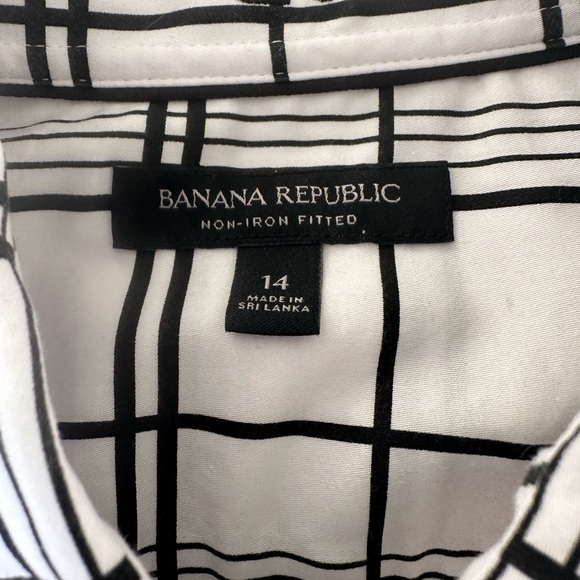 BANANA REPUBLIC
NON-IRON FITTED
14
MADE IN
SRI LANKA